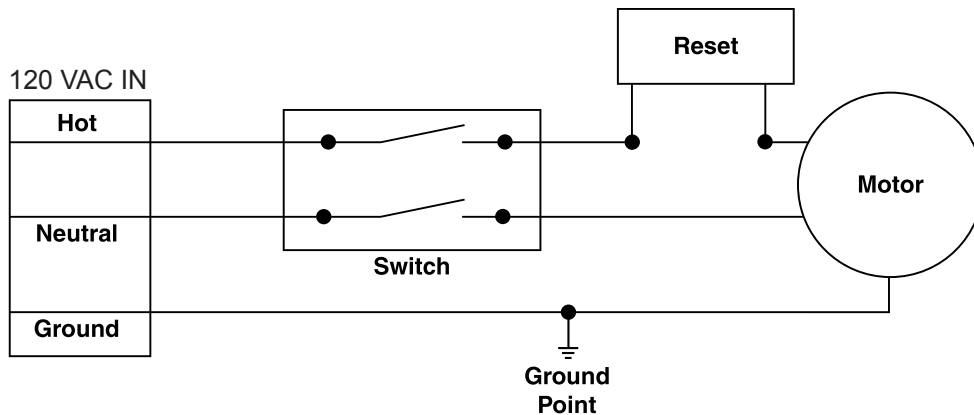 Reset
120 VAC IN
Hot
Motor
Neutral
Switch
Ground
Ground
Point